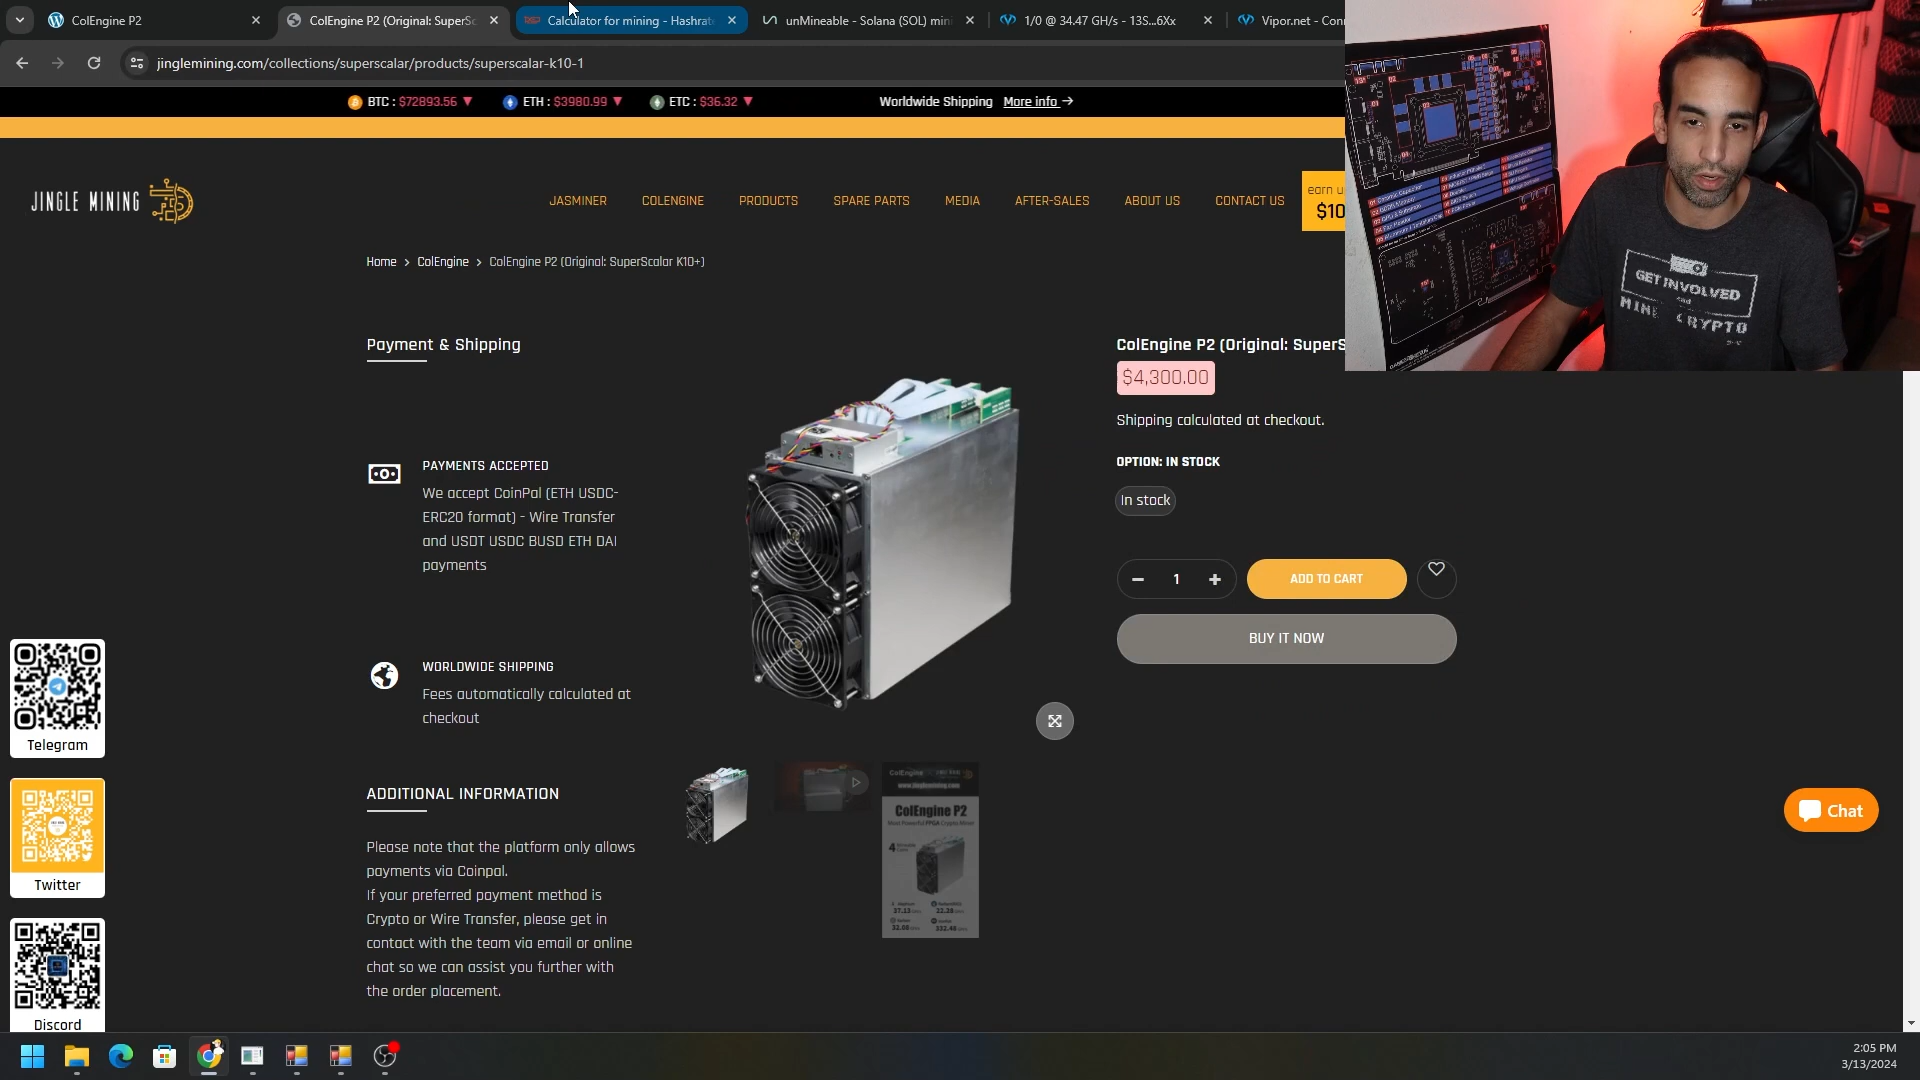 ColEngine P2
ColEngine P2 (Original: SuperSc
Calculator for mining - Hashrat
unMineable - Solana (SOL) mini
1/0 @ 34.47 GH/s - 13S...6Xx
Vipor.net - Conn
jinglemining.com/collections/superscalar/products/superscalar-k10-1
BTC : $72893.56 ▼
ETH : $3980.99 ▼
ETC : $36.32 ▼
Worldwide Shipping More info →
JINGLE MINING
JASMINER
COLENGINE
PRODUCTS
SPARE PARTS
MEDIA
AFTER-SALES
ABOUT US
CONTACT US
earn u
$10
Home > ColEngine > ColEngine P2 (Original: SuperScalar K10+)
Payment & Shipping
PAYMENTS ACCEPTED
We accept CoinPal (ETH USDC-
ERC20 format) - Wire Transfer
and USDT USDC BUSD ETH DAI
payments
WORLDWIDE SHIPPING
Fees automatically calculated at
checkout
ADDITIONAL INFORMATION
Please note that the platform only allows
payments via Coinpal.
If your preferred payment method is
Crypto or Wire Transfer, please get in
contact with the team via email or online
chat so we can assist you further with
the order placement.
ColEngine P2
4
ColEngine P2 (Original: SuperS
$4,300.00
Shipping calculated at checkout.
OPTION: IN STOCK
In stock
− 1 +
ADD TO CART
BUY IT NOW
Telegram
Twitter
Discord
Chat
GET INVOLVED
and
MINE CRYPTO
2:05 PM
3/13/2024